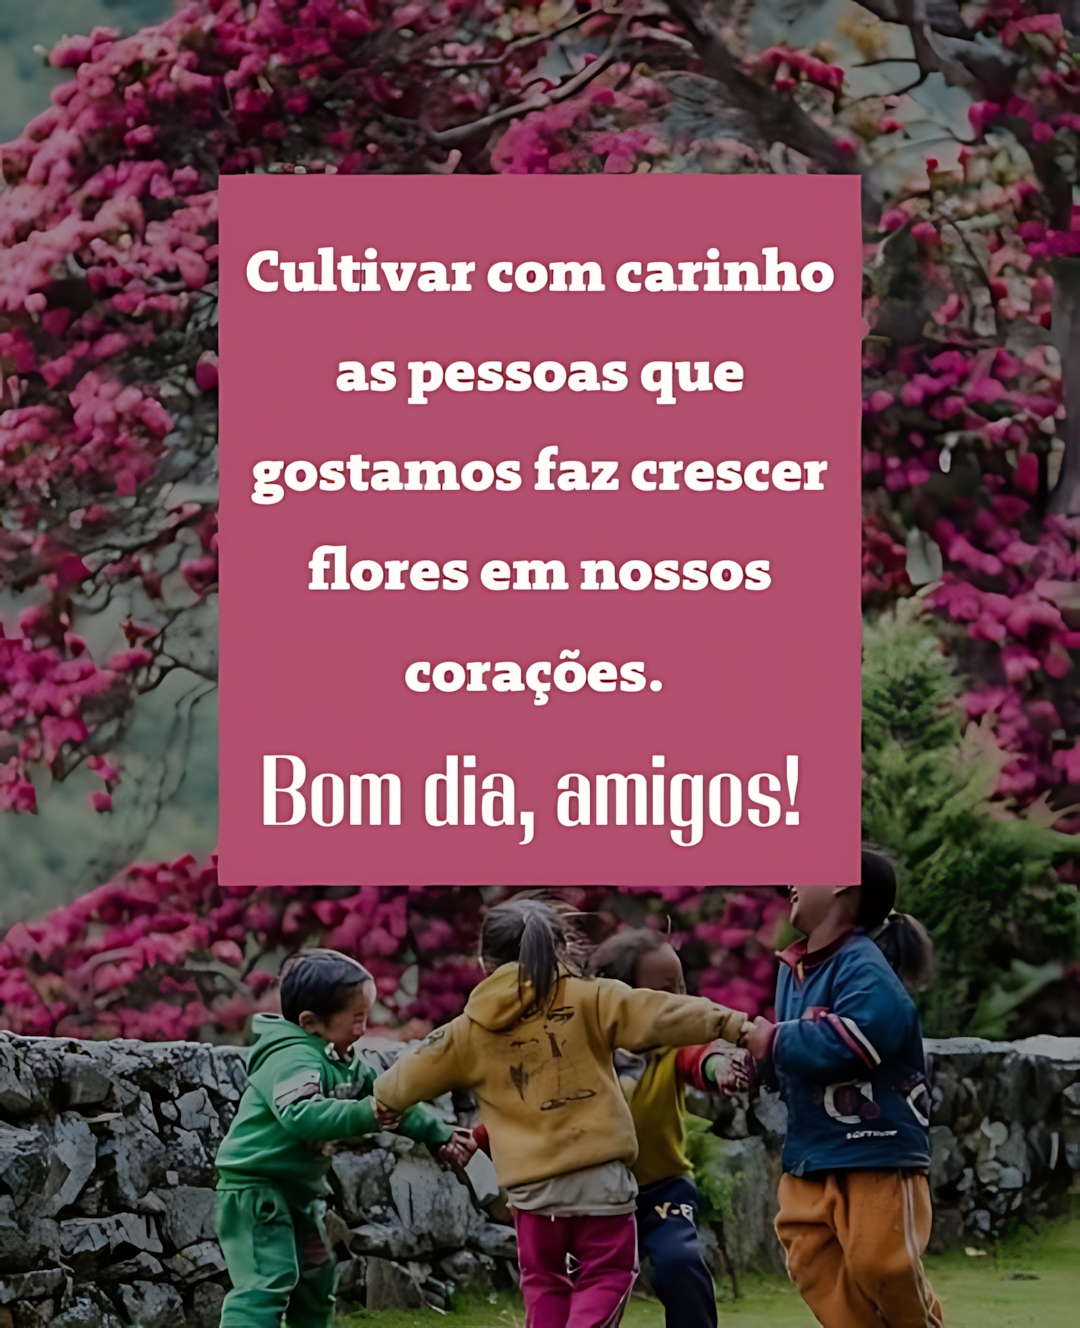 Cultivar com carinho
as pessoas que
gostamos faz crescer
flores em nossos
corações.
Bom dia, amigos!